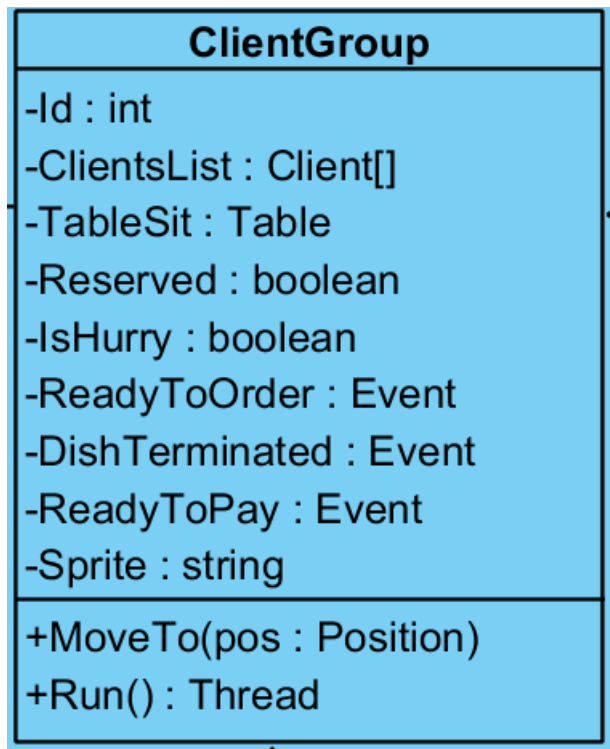 ClientGroup
-Id : int
-ClientsList : Client[]
-TableSit : Table
-Reserved : boolean
-IsHurry : boolean
-ReadyToOrder : Event
-DishTerminated : Event
-ReadyToPay : Event
-Sprite : string
+MoveTo(pos : Position)
+Run() : Thread